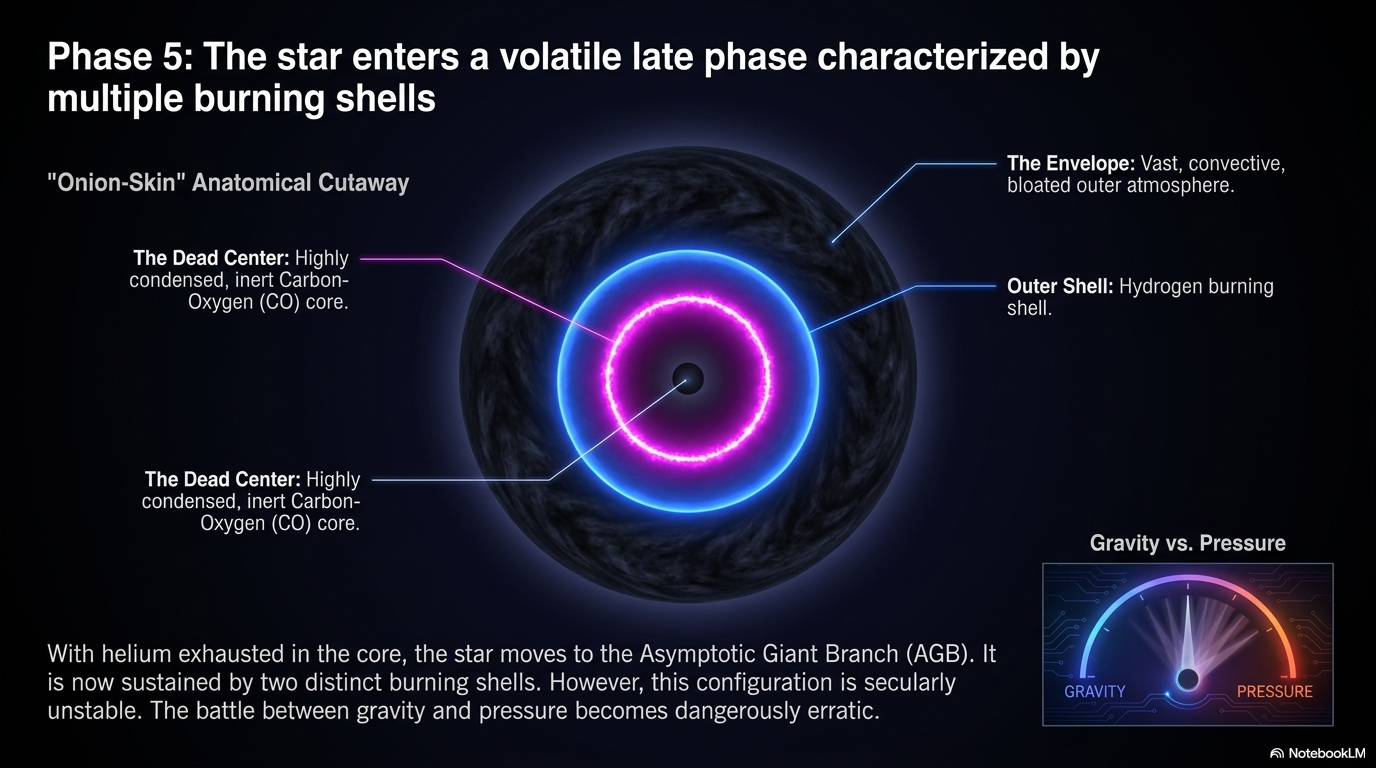 Phase 5: The star enters a volatile late phase characterized by
multiple burning shells
"Onion-Skin" Anatomical Cutaway
The Dead Center: Highly
condensed, inert Carbon-
Oxygen (CO) core.
The Dead Center: Highly
condensed, inert Carbon-
Oxygen (CO) core.
The Envelope: Vast, convective,
bloated outer atmosphere.
Outer Shell: Hydrogen burning
shell.
Gravity vs. Pressure
GRAVITY
PRESSURE
With helium exhausted in the core, the star moves to the Asymptotic Giant Branch (AGB). It
is now sustained by two distinct burning shells. However, this configuration is secularly
unstable. The battle between gravity and pressure becomes dangerously erratic.
NotebookLM